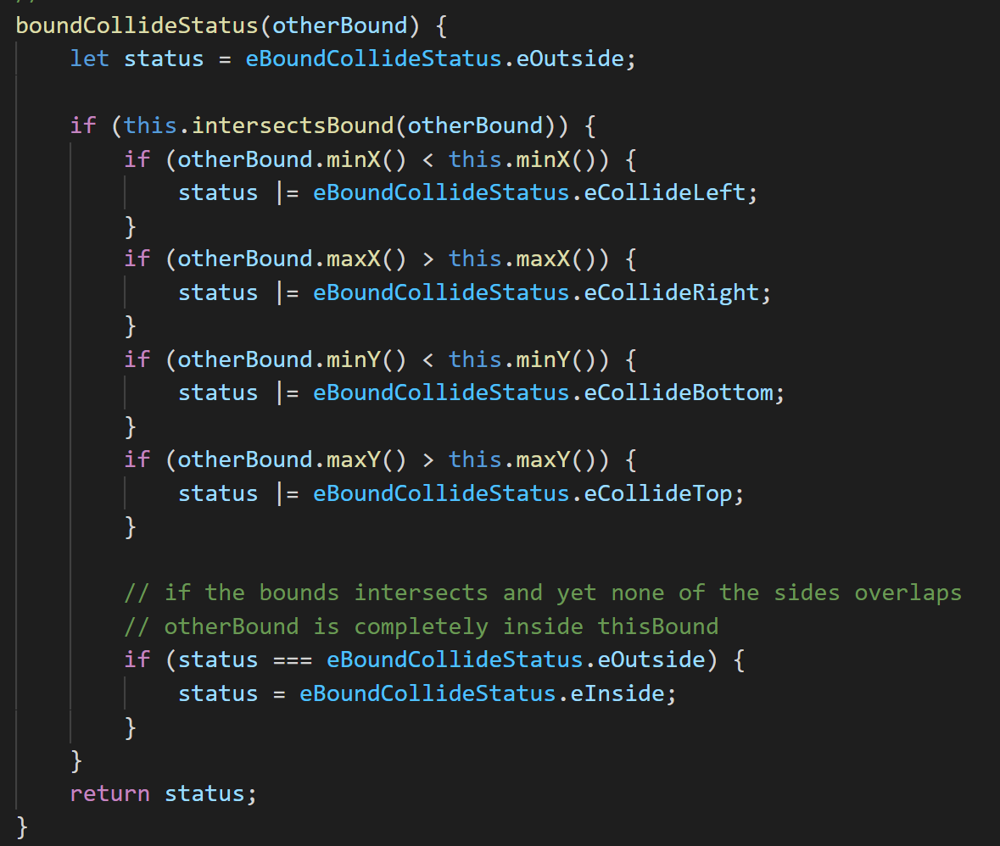 //
boundCollideStatus(otherBound) {
    let status = eBoundCollideStatus.eOutside;

    if (this.intersectsBound(otherBound)) {
        if (otherBound.minX() < this.minX()) {
            status |= eBoundCollideStatus.eCollideLeft;
        }
        if (otherBound.maxX() > this.maxX()) {
            status |= eBoundCollideStatus.eCollideRight;
        }
        if (otherBound.minY() < this.minY()) {
            status |= eBoundCollideStatus.eCollideBottom;
        }
        if (otherBound.maxY() > this.maxY()) {
            status |= eBoundCollideStatus.eCollideTop;
        }

        // if the bounds intersects and yet none of the sides overlaps
        // otherBound is completely inside thisBound
        if (status === eBoundCollideStatus.eOutside) {
            status = eBoundCollideStatus.eInside;
        }
    }
    return status;
}